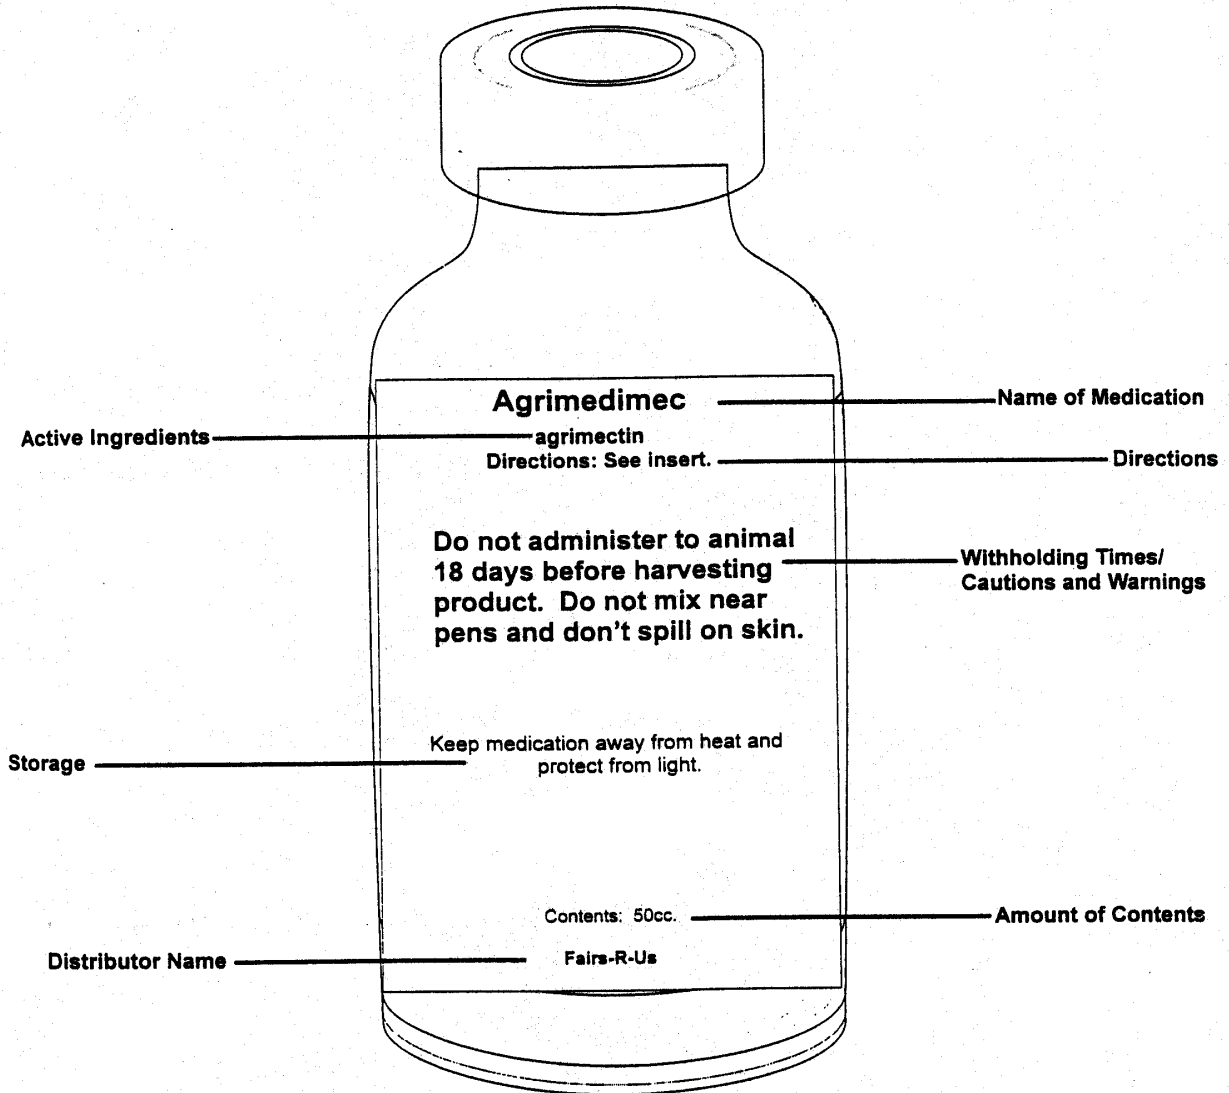 Agrimedimec
Name of Medication
Active Ingredients
agrimectin
Directions: See insert.
Directions
Do not administer to animal
18 days before harvesting
product.  Do not mix near
pens and don't spill on skin.
Withholding Times/
Cautions and Warnings
Keep medication away from heat and
protect from light.
Storage
Contents:  50cc.
Amount of Contents
Distributor Name
Fairs-R-Us